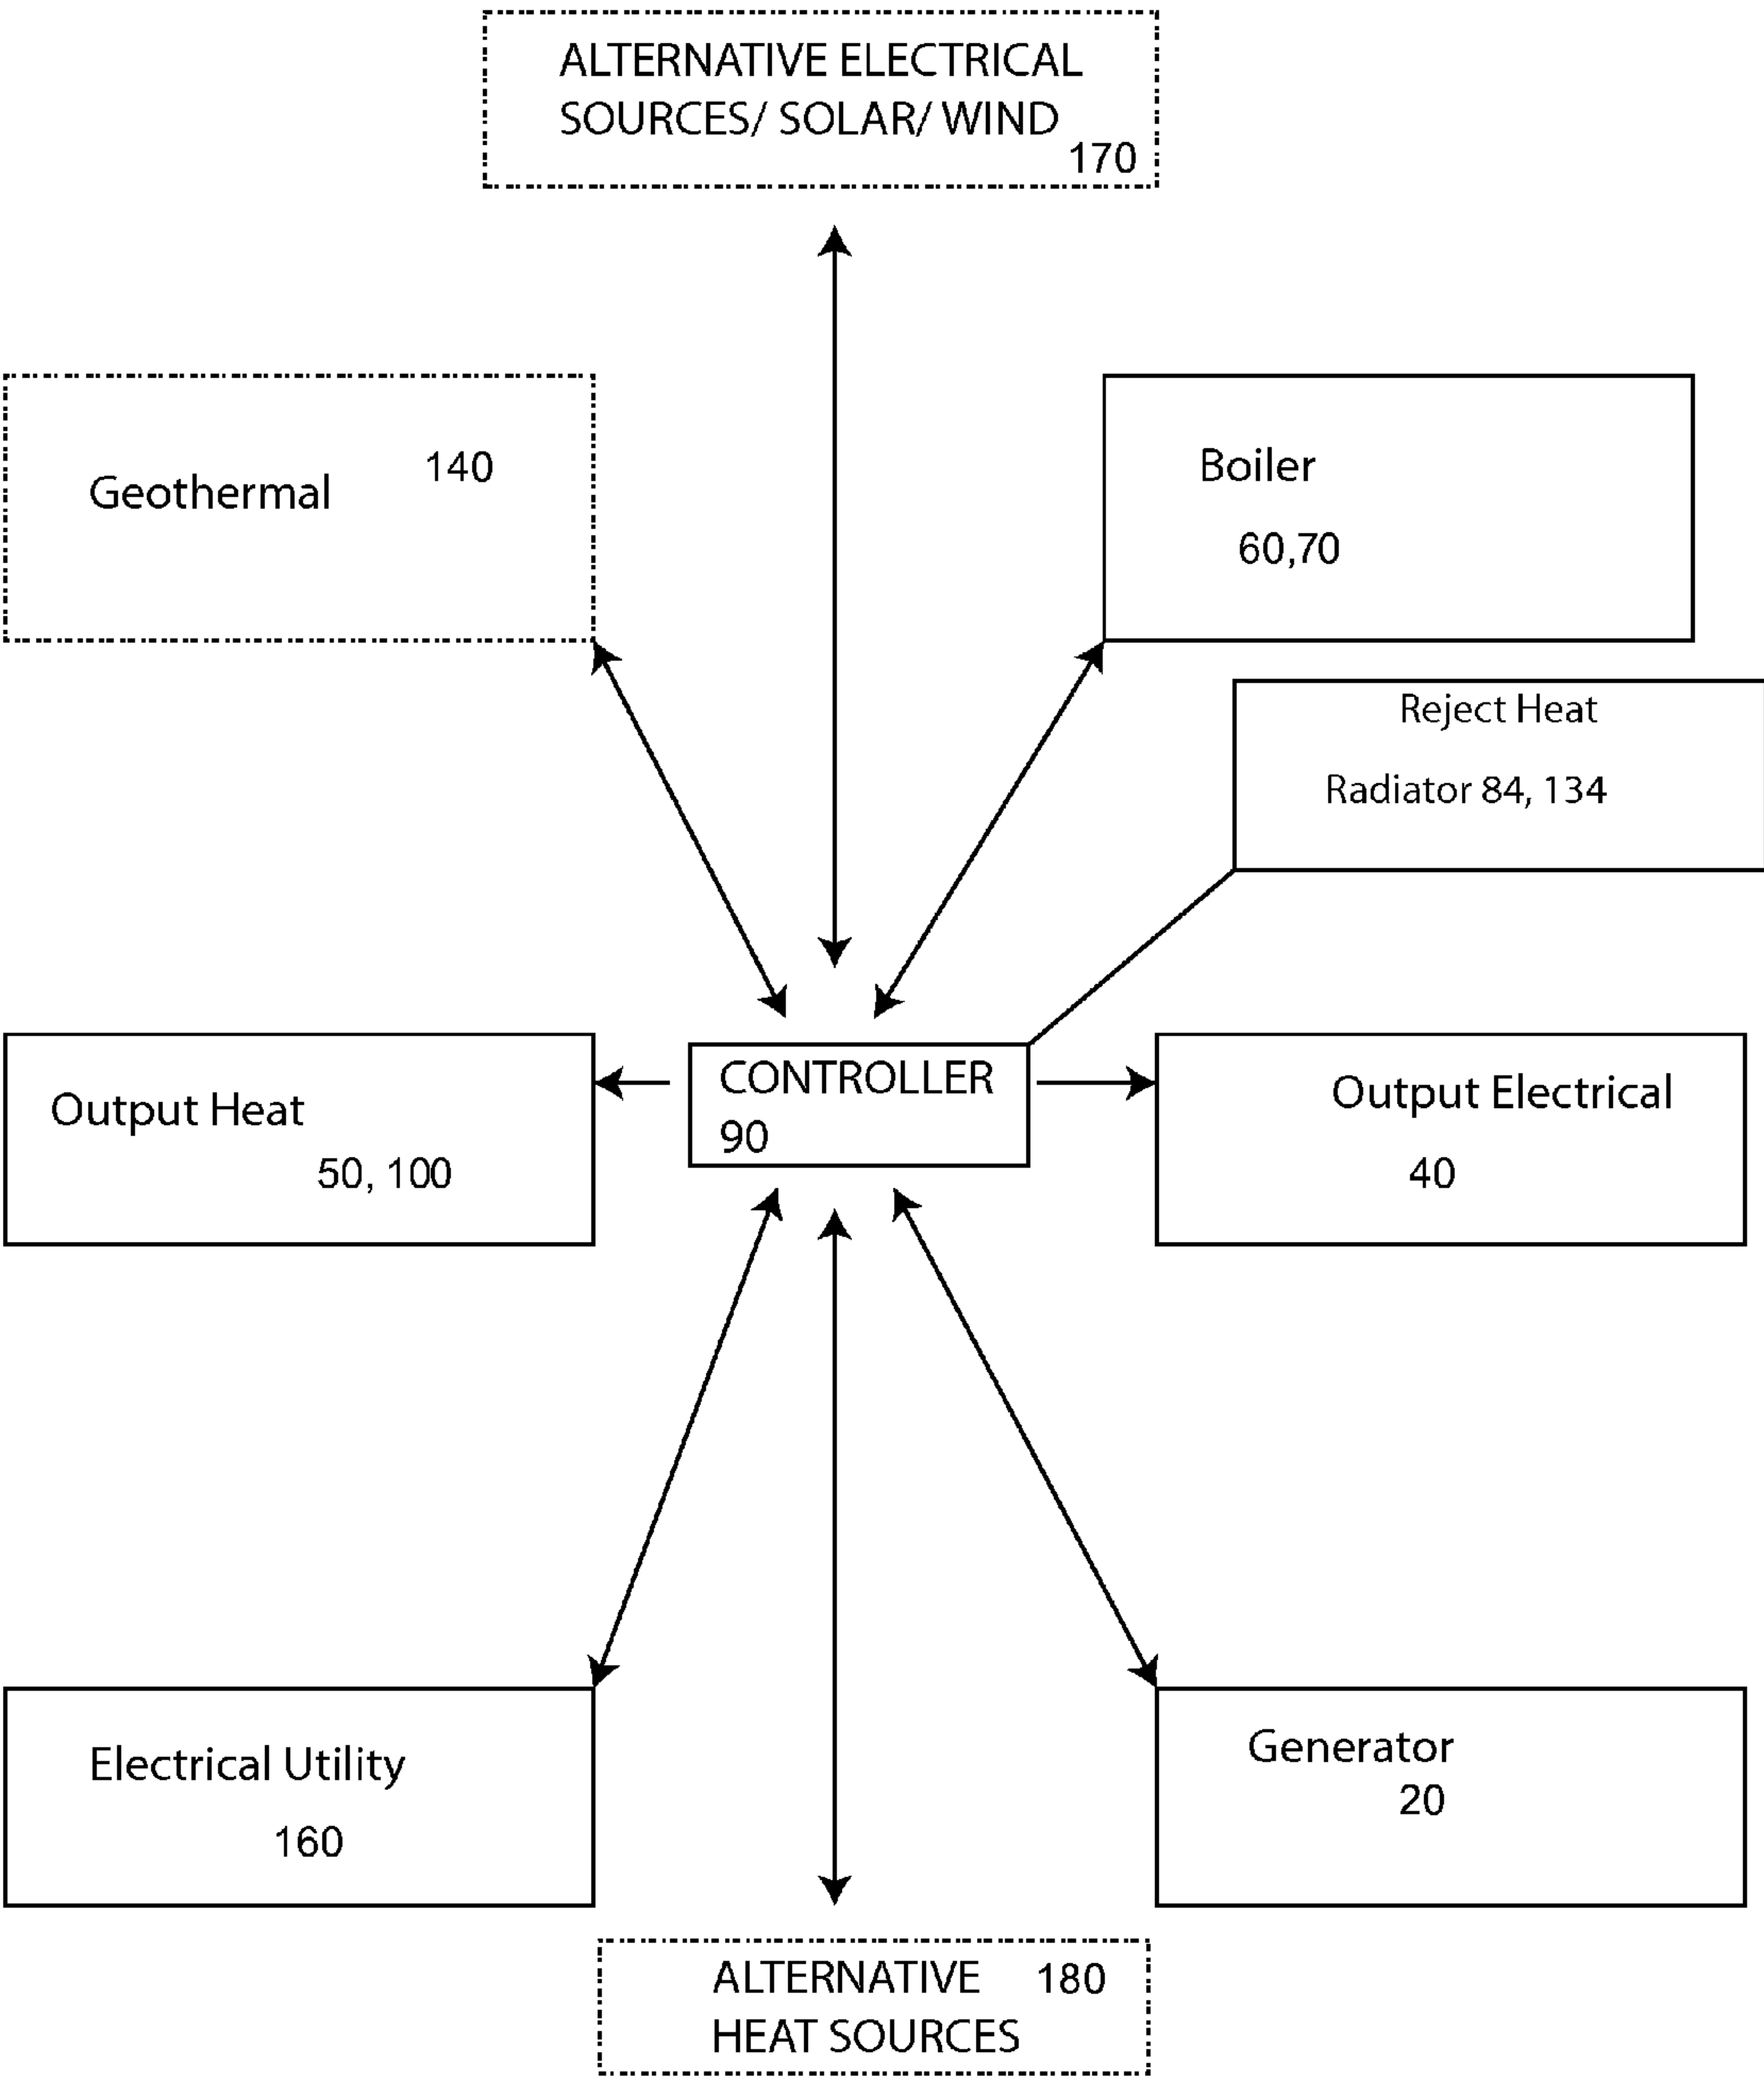 ALTERNATIVE ELECTRICAL
SOURCES/ SOLAR/ WIND
170
Geothermal 140
Boiler
60,70
Reject Heat
Radiator 84, 134
Output Heat
50, 100
CONTROLLER
90
Output Electrical
40
Electrical Utility
160
Generator
20
ALTERNATIVE 180
HEAT SOURCES